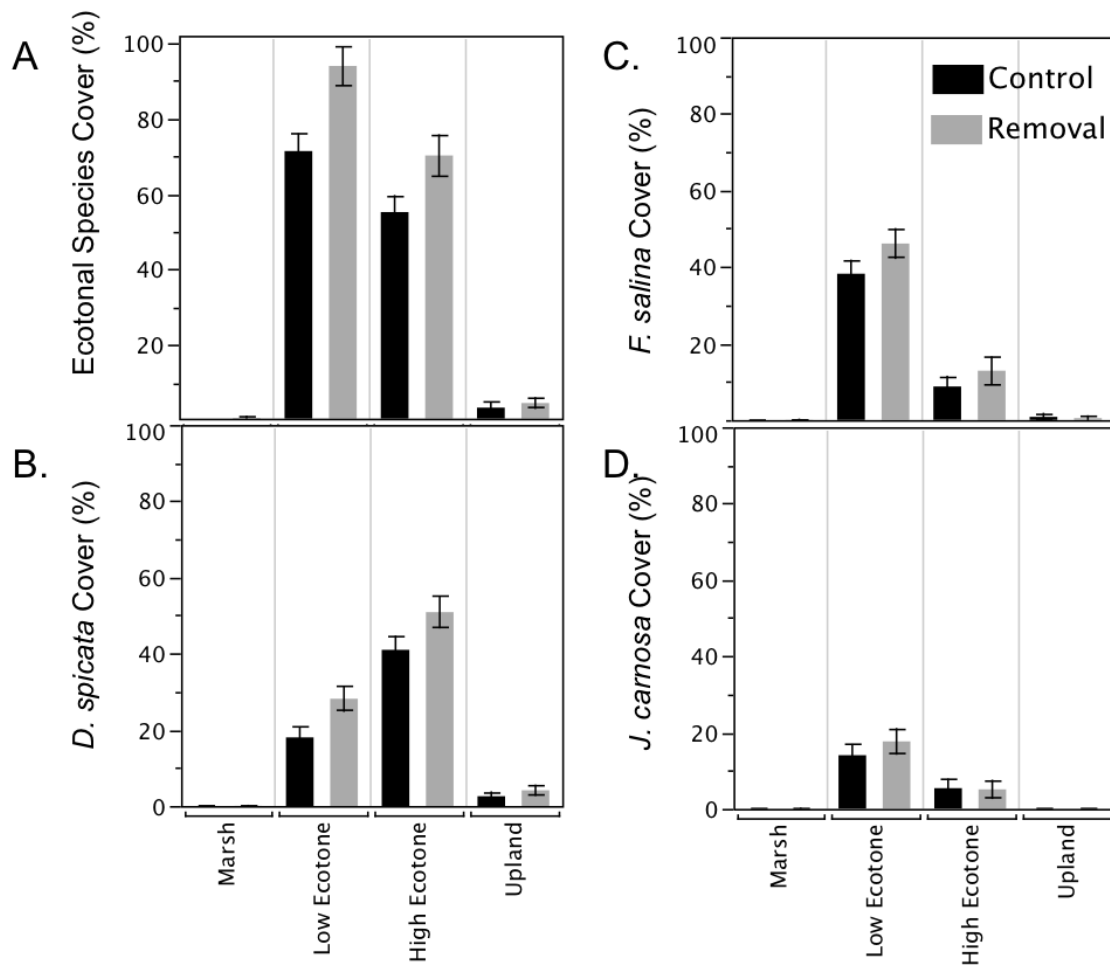 A
Ecotonal Species Cover (%)
100
80
60
40
20
B.
D. spicata Cover (%)
100
80
60
40
20
0
Marsh
Low Ecotone
High Ecotone
Upland
C.
F. salina Cover (%)
100
80
60
40
20
Control
Removal
D.
J. carnosa Cover (%)
100
80
60
40
20
0
Marsh
Low Ecotone
High Ecotone
Upland